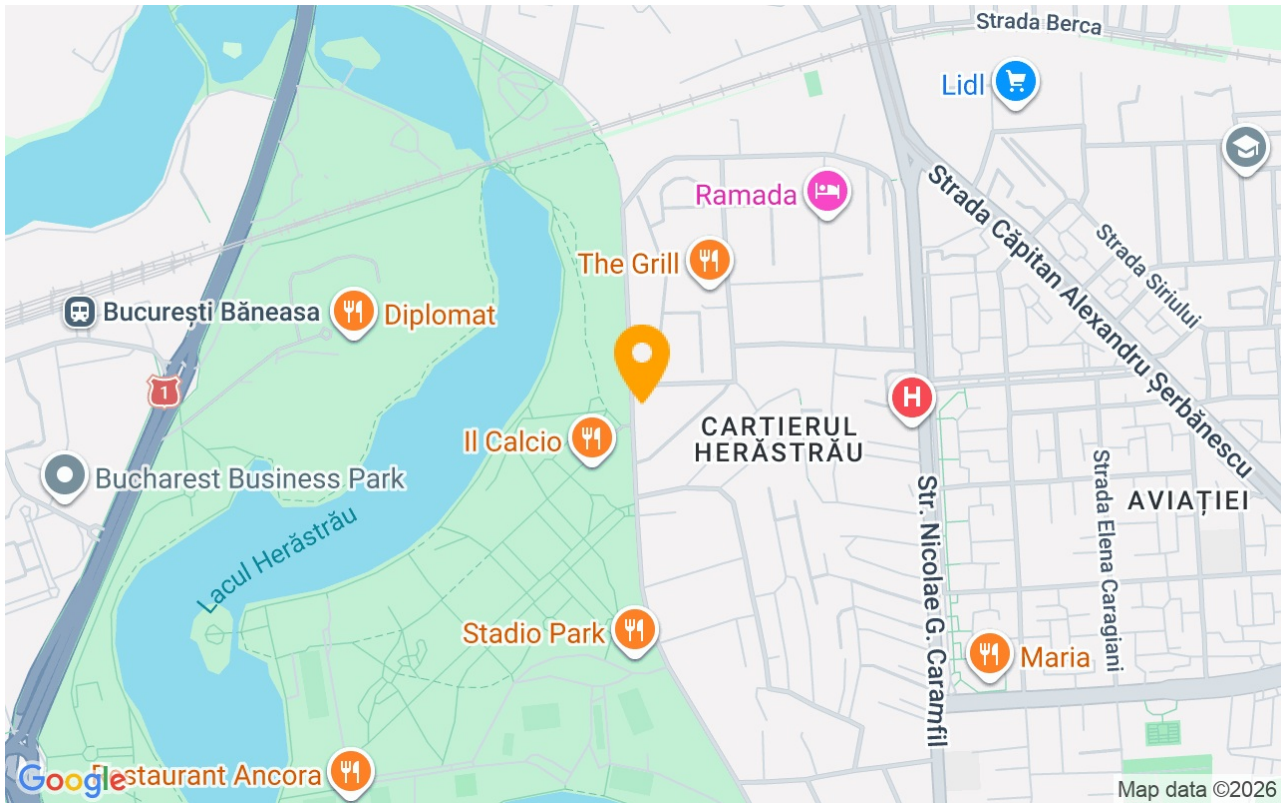 Strada Berca
Lidl
Strada Căpitan Alexandru Șerbănescu
Ramada
Strada Siriului
The Grill
București Băneasa
Diplomat
1
H
CARTIERUL
HERĂSTRĂU
Il Calcio
Bucharest Business Park
Strada Elena Caragiani
AVIAȚIEI
Str. Nicolae G. Caramfil
Lacul Herăstrău
Stadio Park
Maria
Restaurant Ancora
Google
Map data ©2026